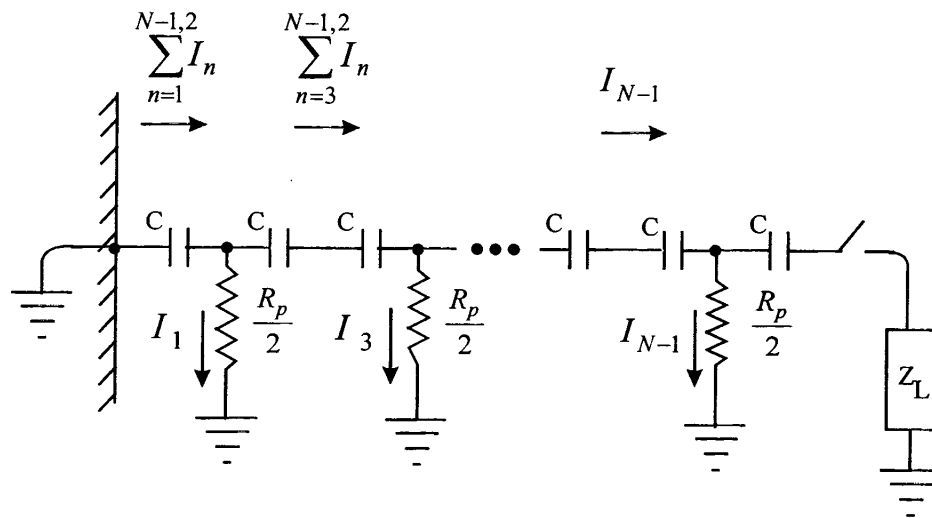 N-1,2 N-1,2
∑ I_n ∑ I_n I_{N-1}
n=1 n=3
C C C C C C
I_1 R_p/2 I_3 R_p/2 I_{N-1} R_p/2
Z_L